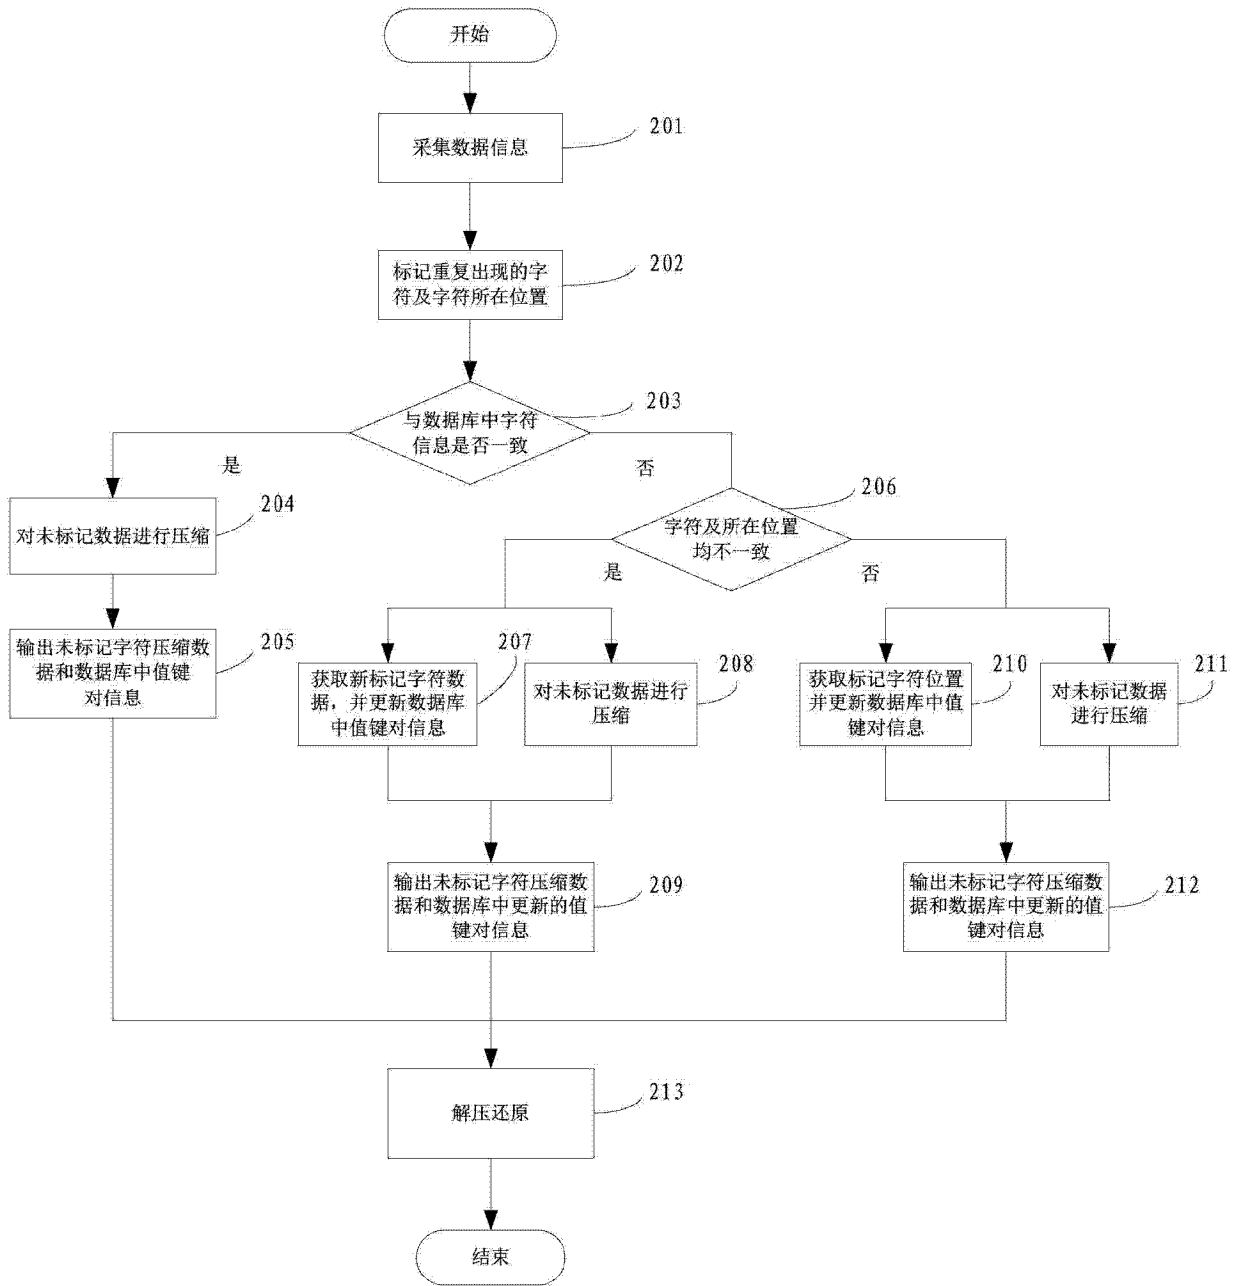 开始
采集数据信息
201
标记重复出现的字
符及字符所在位置
202
与数据库中字符
信息是否一致
203
是
否
对未标记数据进行压缩
204
字符及所在位置
均不一致
206
是
否
输出未标记字符压缩数
据和数据库中值键
对信息
205
获取新标记字符数
据，并更新数据库
中值键对信息
207
对未标记数据进行
压缩
208
获取标记字符位置
并更新数据库中值
键对信息
210
对未标记数据
进行压缩
211
输出未标记字符压缩数
据和数据库中更新的值
键对信息
209
输出未标记字符压缩数
据和数据库中更新的值
键对信息
212
解压还原
213
结束